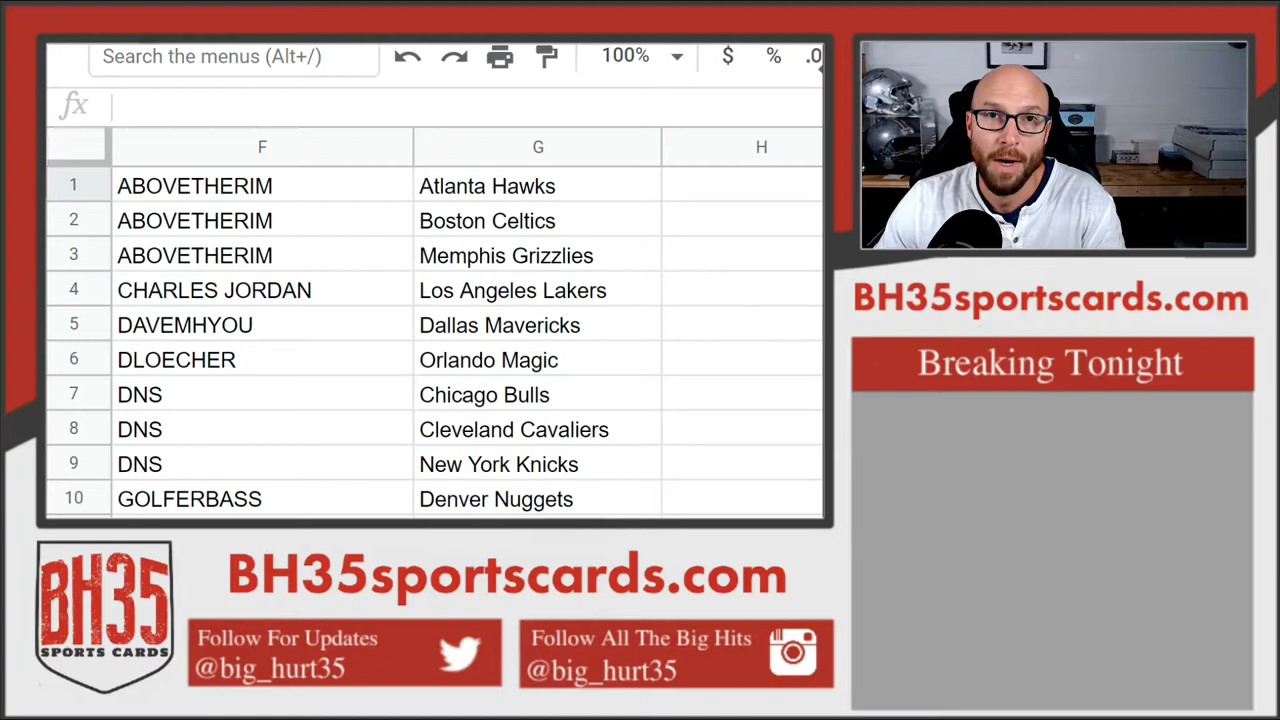 Search the menus (Alt+/)
100%
$
%
.0
fx
F
G
H
1
ABOVETHERIM
Atlanta Hawks
2
ABOVETHERIM
Boston Celtics
3
ABOVETHERIM
Memphis Grizzlies
4
CHARLES JORDAN
Los Angeles Lakers
5
DAVEMHYOU
Dallas Mavericks
6
DLOECHER
Orlando Magic
7
DNS
Chicago Bulls
8
DNS
Cleveland Cavaliers
9
DNS
New York Knicks
10
GOLFERBASS
Denver Nuggets
BH35sportscards.com
Breaking Tonight
BH35
SPORTS CARDS
BH35sportscards.com
Follow For Updates
@big_hurt35
Follow All The Big Hits
@big_hurt35